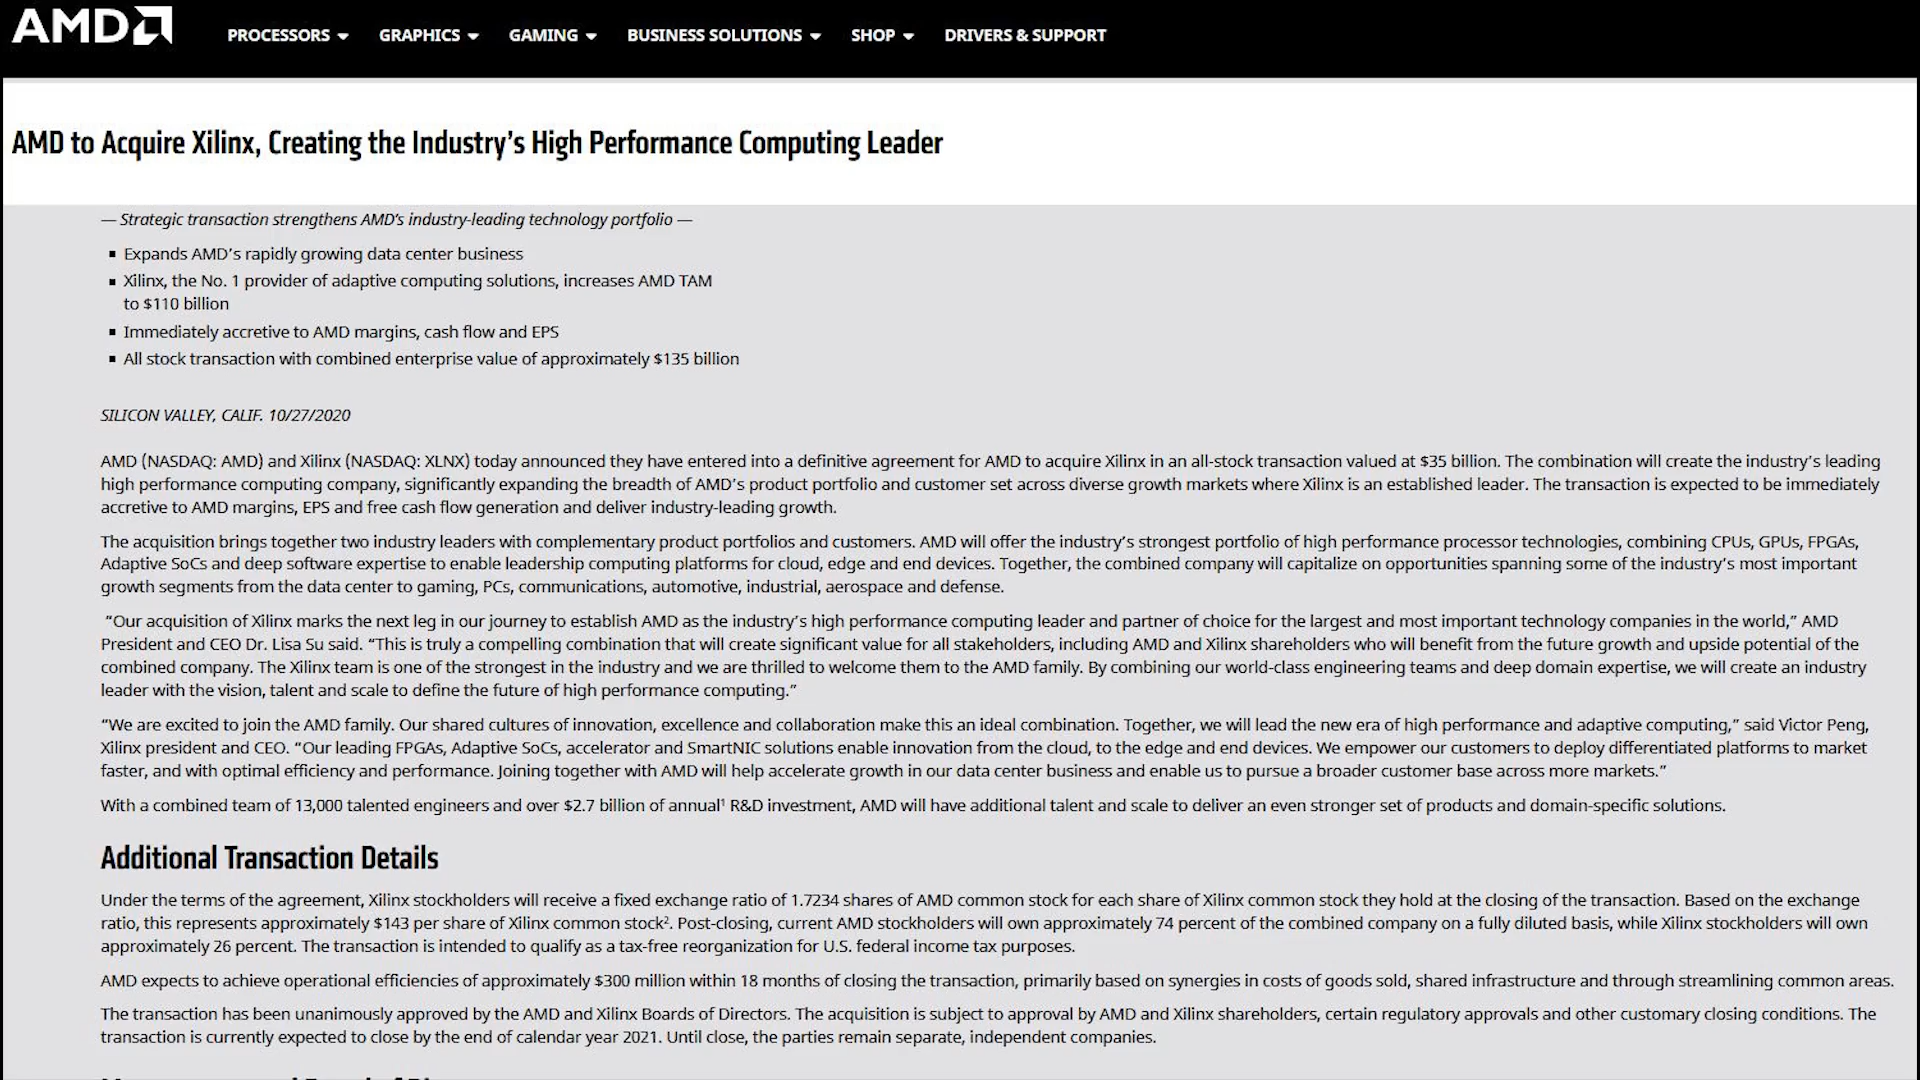 AMD
PROCESSORS GRAPHICS GAMING BUSINESS SOLUTIONS SHOP DRIVERS & SUPPORT
AMD to Acquire Xilinx, Creating the Industry’s High Performance Computing Leader
— Strategic transaction strengthens AMD’s industry-leading technology portfolio —
▪ Expands AMD’s rapidly growing data center business
▪ Xilinx, the No. 1 provider of adaptive computing solutions, increases AMD TAM
to $110 billion
▪ Immediately accretive to AMD margins, cash flow and EPS
▪ All stock transaction with combined enterprise value of approximately $135 billion
SILICON VALLEY, CALIF. 10/27/2020
AMD (NASDAQ: AMD) and Xilinx (NASDAQ: XLNX) today announced they have entered into a definitive agreement for AMD to acquire Xilinx in an all-stock transaction valued at $35 billion. The combination will create the industry’s leading
high performance computing company, significantly expanding the breadth of AMD’s product portfolio and customer set across diverse growth markets where Xilinx is an established leader. The transaction is expected to be immediately
accretive to AMD margins, EPS and free cash flow generation and deliver industry-leading growth.
The acquisition brings together two industry leaders with complementary product portfolios and customers. AMD will offer the industry’s strongest portfolio of high performance processor technologies, combining CPUs, GPUs, FPGAs,
Adaptive SoCs and deep software expertise to enable leadership computing platforms for cloud, edge and end devices. Together, the combined company will capitalize on opportunities spanning some of the industry’s most important
growth segments from the data center to gaming, PCs, communications, automotive, industrial, aerospace and defense.
“Our acquisition of Xilinx marks the next leg in our journey to establish AMD as the industry’s high performance computing leader and partner of choice for the largest and most important technology companies in the world,” AMD
President and CEO Dr. Lisa Su said. “This is truly a compelling combination that will create significant value for all stakeholders, including AMD and Xilinx shareholders who will benefit from the future growth and upside potential of the
combined company. The Xilinx team is one of the strongest in the industry and we are thrilled to welcome them to the AMD family. By combining our world-class engineering teams and deep domain expertise, we will create an industry
leader with the vision, talent and scale to define the future of high performance computing.”
“We are excited to join the AMD family. Our shared cultures of innovation, excellence and collaboration make this an ideal combination. Together, we will lead the new era of high performance and adaptive computing,” said Victor Peng,
Xilinx president and CEO. “Our leading FPGAs, Adaptive SoCs, accelerator and SmartNIC solutions enable innovation from the cloud, to the edge and end devices. We empower our customers to deploy differentiated platforms to market
faster, and with optimal efficiency and performance. Joining together with AMD will help accelerate growth in our data center business and enable us to pursue a broader customer base across more markets.”
With a combined team of 13,000 talented engineers and over $2.7 billion of annual¹ R&D investment, AMD will have additional talent and scale to deliver an even stronger set of products and domain-specific solutions.
Additional Transaction Details
Under the terms of the agreement, Xilinx stockholders will receive a fixed exchange ratio of 1.7234 shares of AMD common stock for each share of Xilinx common stock they hold at the closing of the transaction. Based on the exchange
ratio, this represents approximately $143 per share of Xilinx common stock². Post-closing, current AMD stockholders will own approximately 74 percent of the combined company on a fully diluted basis, while Xilinx stockholders will own
approximately 26 percent. The transaction is intended to qualify as a tax-free reorganization for U.S. federal income tax purposes.
AMD expects to achieve operational efficiencies of approximately $300 million within 18 months of closing the transaction, primarily based on synergies in costs of goods sold, shared infrastructure and through streamlining common areas.
The transaction has been unanimously approved by the AMD and Xilinx Boards of Directors. The acquisition is subject to approval by AMD and Xilinx shareholders, certain regulatory approvals and other customary closing conditions. The
transaction is currently expected to close by the end of calendar year 2021. Until close, the parties remain separate, independent companies.